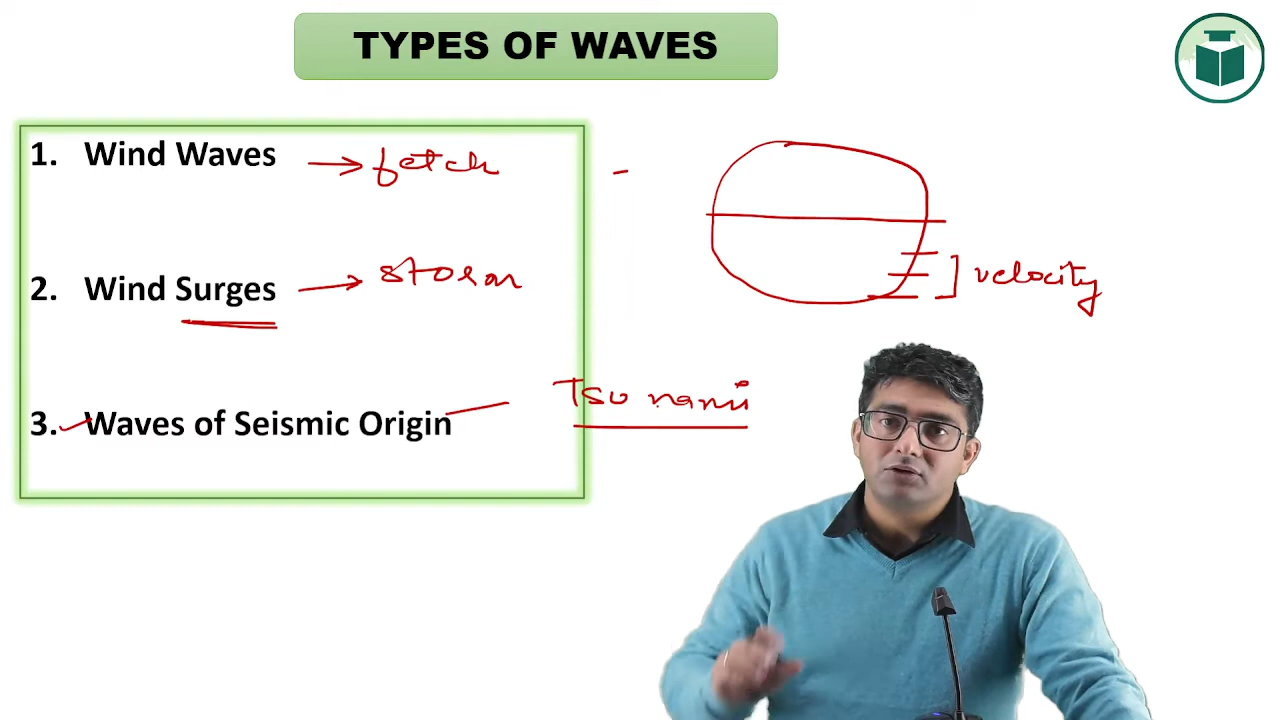 TYPES OF WAVES
1. Wind Waves → fetch -
2. Wind Surges → storm
] velocity
3. Waves of Seismic Origin — Tsunami